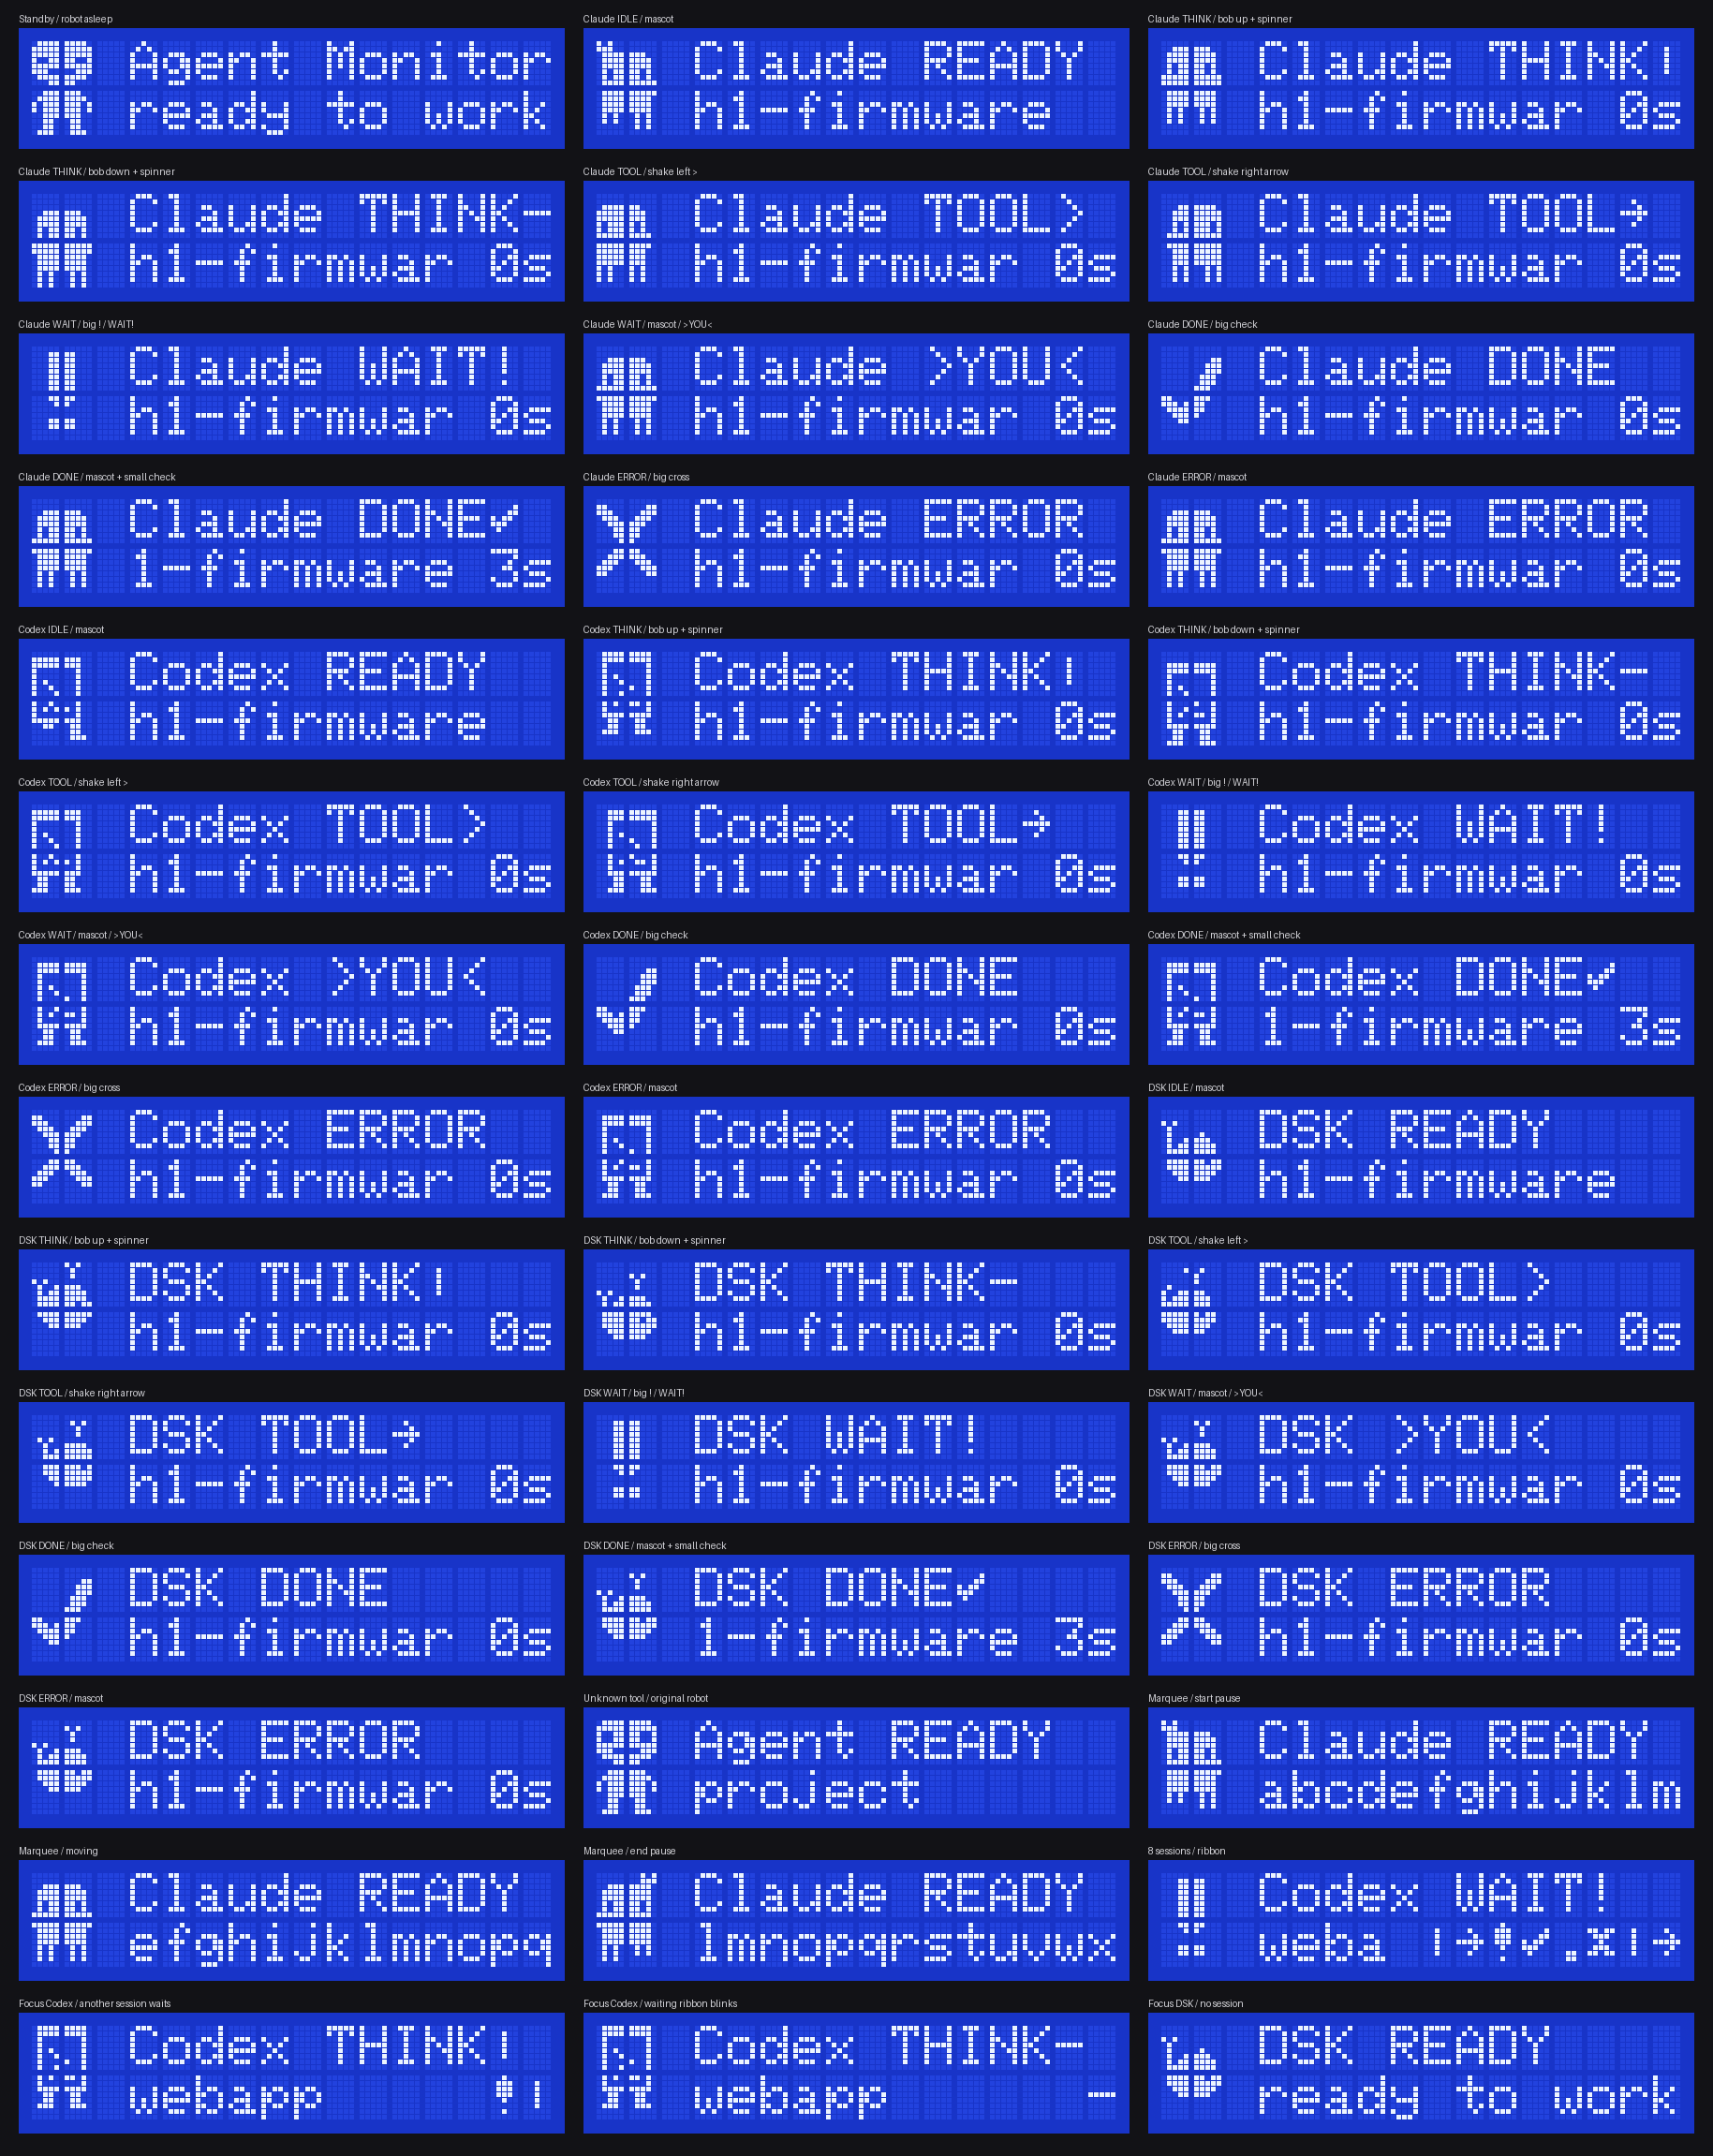 Standby / robot asleep
Agent Monitor
ready to work
Claude IDLE / mascot
Claude READY
h1-firmware
Claude THINK / bob up + spinner
Claude THINK
h1-firmwar 0s
Claude THINK / bob down + spinner
Claude THINK-
h1-firmwar 0s
Claude TOOL / shake left >
Claude TOOL>
h1-firmwar 0s
Claude TOOL / shake right arrow
Claude TOOL→
h1-firmwar 0s
Claude WAIT / big ! / WAIT!
Claude WAIT!
h1-firmwar 0s
Claude WAIT / mascot / >YOU<
Claude >YOU<
h1-firmwar 0s
Claude DONE / big check
Claude DONE
h1-firmwar 0s
Claude DONE / mascot + small check
Claude DONE✓
1-firmware 3s
Claude ERROR / big cross
Claude ERROR
h1-firmwar 0s
Claude ERROR / mascot
Claude ERROR
h1-firmwar 0s
Codex IDLE / mascot
Codex READY
h1-firmware
Codex THINK / bob up + spinner
Codex THINK
h1-firmwar 0s
Codex THINK / bob down + spinner
Codex THINK-
h1-firmwar 0s
Codex TOOL / shake left >
Codex TOOL>
h1-firmwar 0s
Codex TOOL / shake right arrow
Codex TOOL→
h1-firmwar 0s
Codex WAIT / big ! / WAIT!
Codex WAIT!
h1-firmwar 0s
Codex WAIT / mascot / >YOU<
Codex >YOU<
h1-firmwar 0s
Codex DONE / big check
Codex DONE
h1-firmwar 0s
Codex DONE / mascot + small check
Codex DONE✓
1-firmware 3s
Codex ERROR / big cross
Codex ERROR
h1-firmwar 0s
Codex ERROR / mascot
Codex ERROR
h1-firmwar 0s
DSK IDLE / mascot
DSK READY
h1-firmware
DSK THINK / bob up + spinner
DSK THINK
h1-firmwar 0s
DSK THINK / bob down + spinner
DSK THINK-
h1-firmwar 0s
DSK TOOL / shake left >
DSK TOOL>
h1-firmwar 0s
DSK TOOL / shake right arrow
DSK TOOL→
h1-firmwar 0s
DSK WAIT / big ! / WAIT!
DSK WAIT!
h1-firmwar 0s
DSK WAIT / mascot / >YOU<
DSK >YOU<
h1-firmwar 0s
DSK DONE / big check
DSK DONE
h1-firmwar 0s
DSK DONE / mascot + small check
DSK DONE✓
1-firmware 3s
DSK ERROR / big cross
DSK ERROR
h1-firmwar 0s
DSK ERROR / mascot
DSK ERROR
h1-firmwar 0s
Unknown tool / original robot
Agent READY
project
Marquee / start pause
Claude READY
abcdefghijklm
Marquee / moving
Claude READY
efghijklmnopq
Marquee / end pause
Claude READY
lmnopqrstuvwx
8 sessions / ribbon
Codex WAIT!
weba
Focus Codex / another session waits
Codex THINK
webapp
Focus Codex / waiting ribbon blinks
Codex THINK-
webapp -
Focus DSK / no session
DSK READY
ready to work